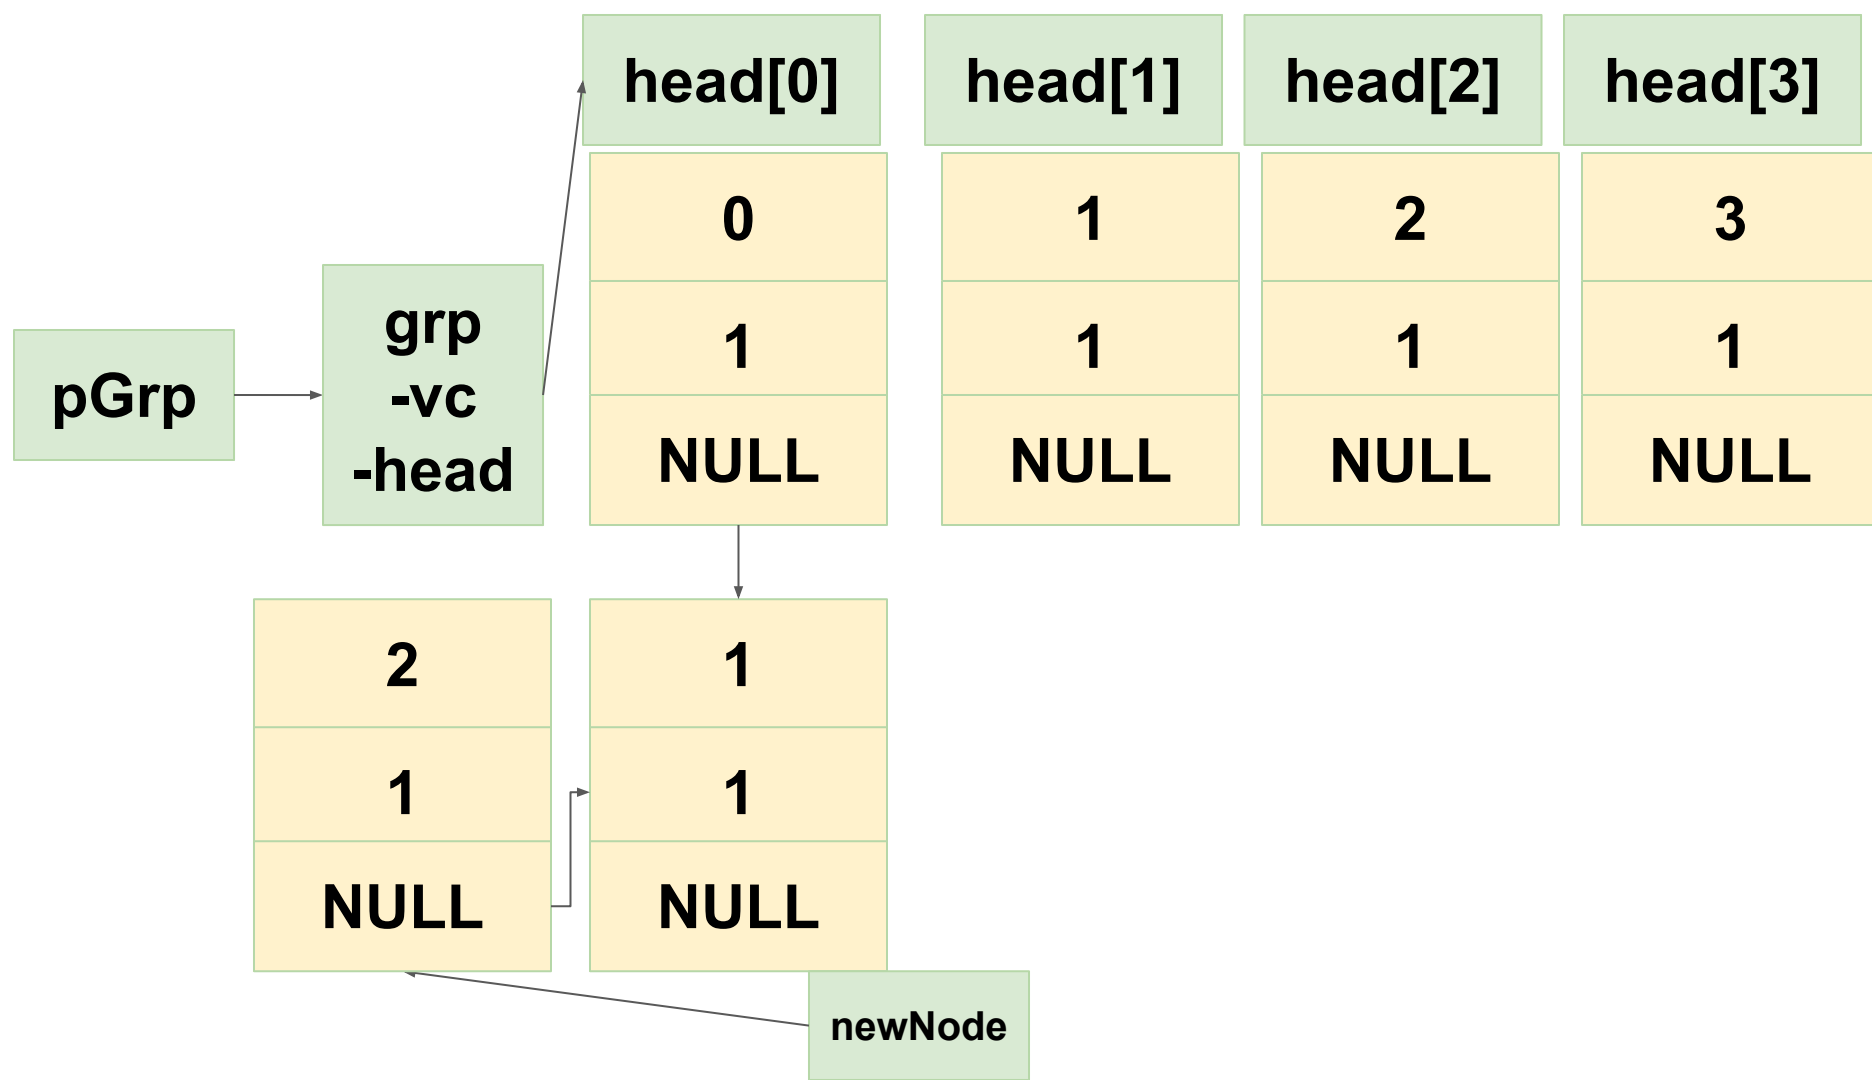 head[0]
head[1]
head[2]
head[3]
0
1
2
3
1
1
1
1
NULL
NULL
NULL
NULL
pGrp
grp
-vc
-head
2
1
1
1
NULL
NULL
newNode